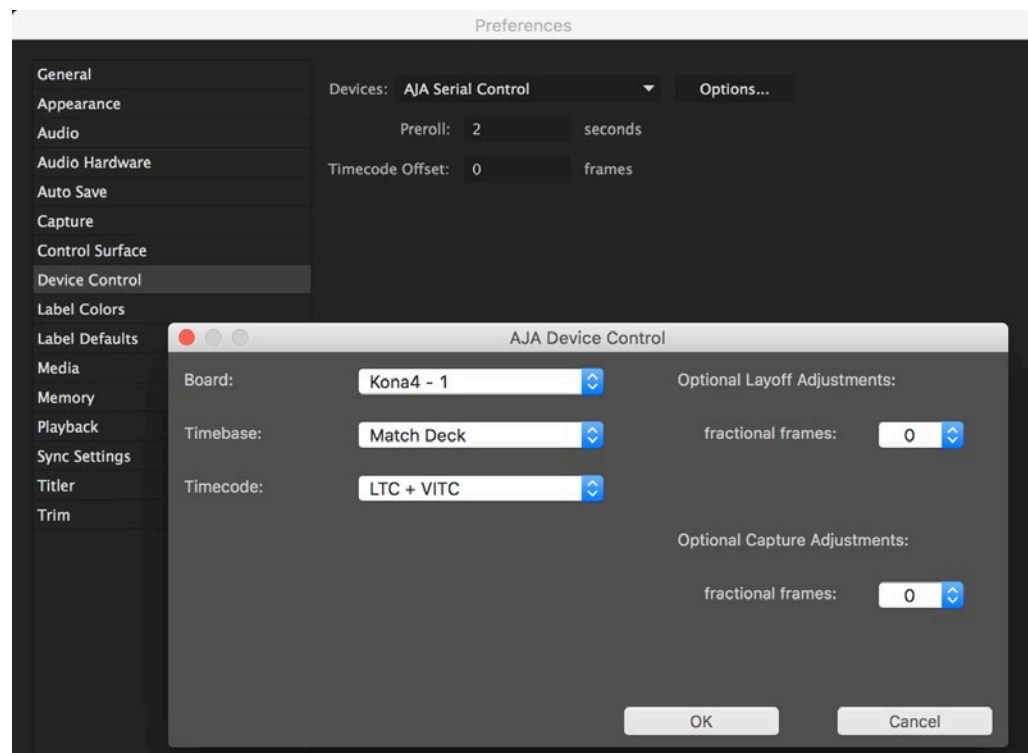 Preferences
General
Appearance
Audio
Audio Hardware
Auto Save
Capture
Control Surface
Device Control
Label Colors
Label Defaults
Media
Memory
Playback
Sync Settings
Titler
Trim
Devices: AJA Serial Control Options...
Preroll: 2 seconds
Timecode Offset: 0 frames
AJA Device Control
Board: Kona4 - 1
Timebase: Match Deck
Timecode: LTC + VITC
Optional Layoff Adjustments:
fractional frames: 0
Optional Capture Adjustments:
fractional frames: 0
OK Cancel